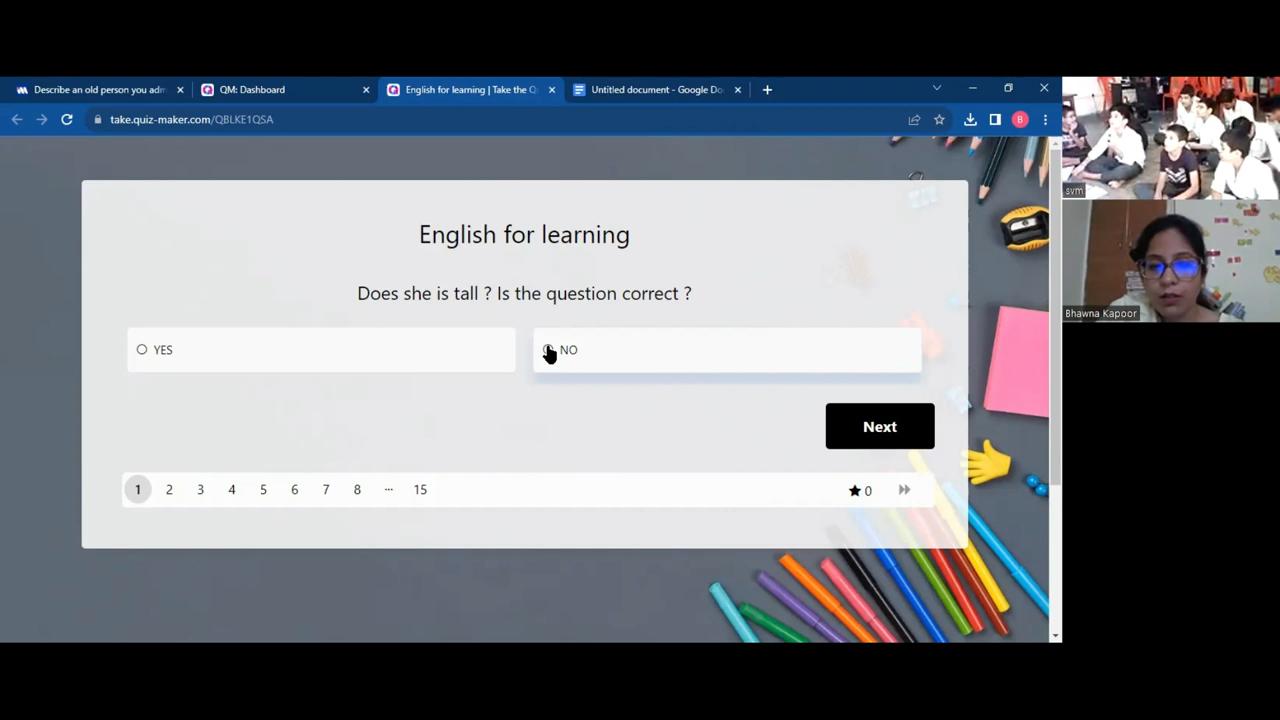 Describe an old person you adm
QM: Dashboard
English for learning | Take the Q
Untitled document - Google Do
take.quiz-maker.com/QBLKE1QSA
B
svm
Bhawna Kapoor
English for learning
Does she is tall ? Is the question correct ?
YES
NO
Next
1 2 3 4 5 6 7 8 ... 15
0